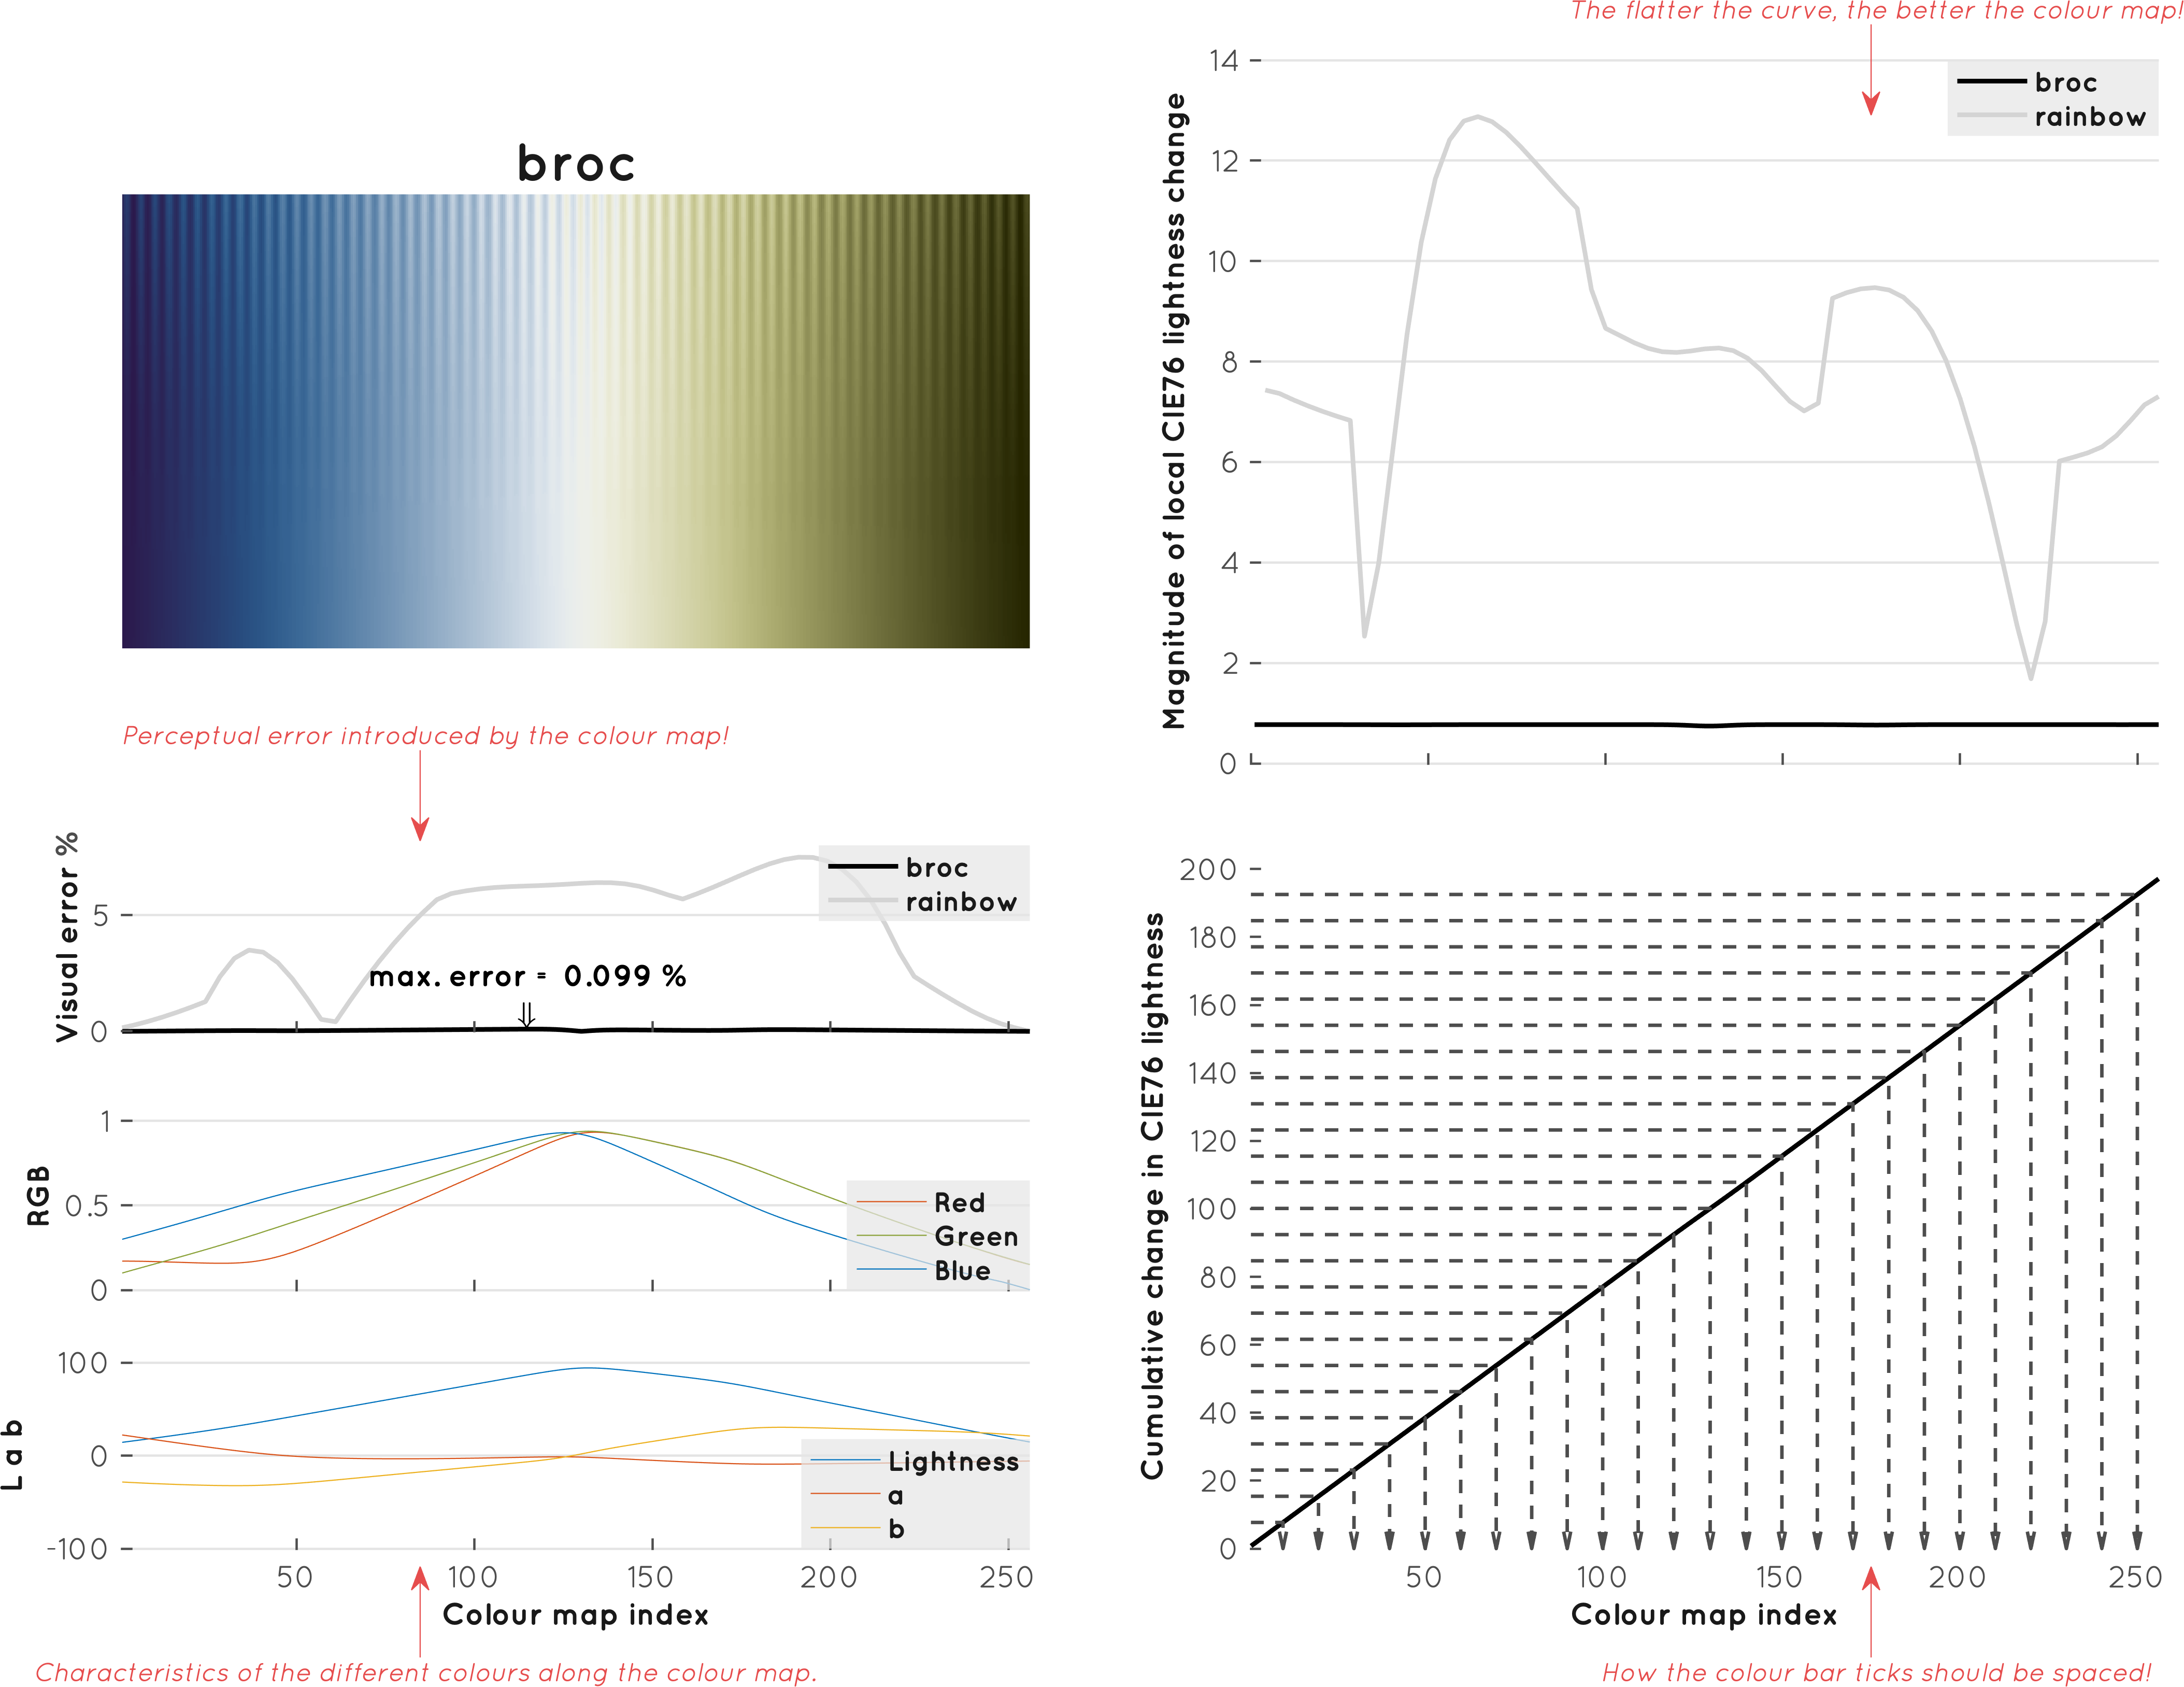 The flatter the curve, the better the colour map!
broc
Perceptual error introduced by the colour map!
Visual error %
5
0
broc
rainbow
max. error = 0.099 %
RGB
1
0.5
0
Red
Green
Blue
L a b
100
0
-100
Lightness
a
b
50 100 150 200 250
Colour map index
Characteristics of the different colours along the colour map.
Magnitude of local CIE76 lightness change
14
12
10
8
6
4
2
0
broc
rainbow
Cumulative change in CIE76 lightness
200
180
160
140
120
100
80
60
40
20
0
50 100 150 200 250
Colour map index
How the colour bar ticks should be spaced!